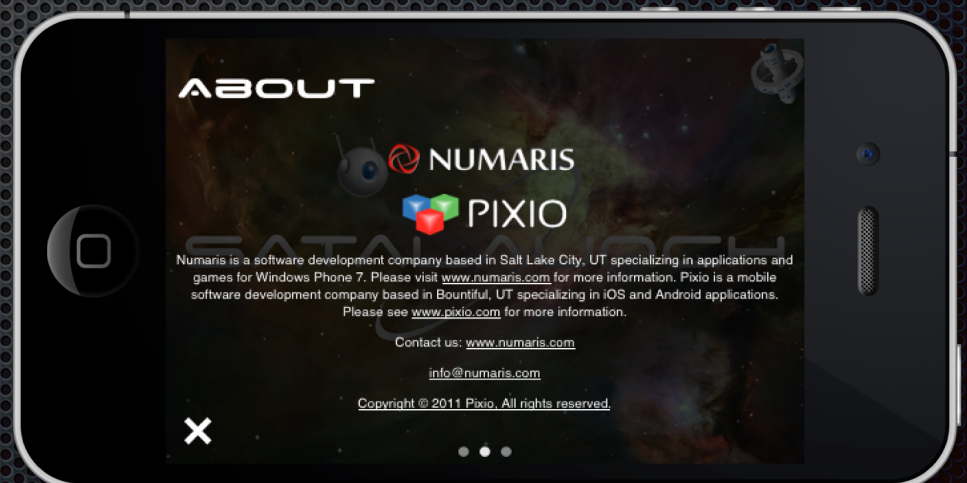 ABOUT
NUMARIS
PIXIO
SATALAUNCH
Numaris is a software development company based in Salt Lake City, UT specializing in applications and
games for Windows Phone 7. Please visit www.numaris.com for more information. Pixio is a mobile
software development company based in Bountiful, UT specializing in iOS and Android applications.
Please see www.pixio.com for more information.
Contact us: www.numaris.com
info@numaris.com
Copyright © 2011 Pixio, All rights reserved.